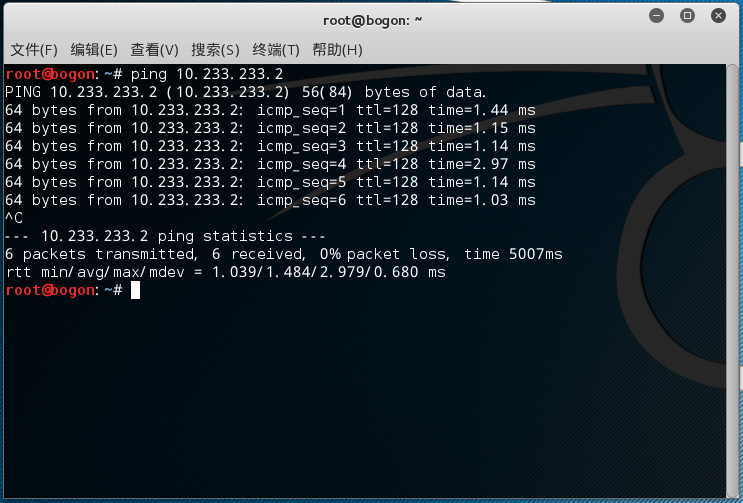 root@bogon: ~
文件(F) 编辑(E) 查看(V) 搜索(S) 终端(T) 帮助(H)
root@bogon:~# ping 10.233.233.2
PING 10.233.233.2 (10.233.233.2) 56(84) bytes of data.
64 bytes from 10.233.233.2: icmp_seq=1 ttl=128 time=1.44 ms
64 bytes from 10.233.233.2: icmp_seq=2 ttl=128 time=1.15 ms
64 bytes from 10.233.233.2: icmp_seq=3 ttl=128 time=1.14 ms
64 bytes from 10.233.233.2: icmp_seq=4 ttl=128 time=2.97 ms
64 bytes from 10.233.233.2: icmp_seq=5 ttl=128 time=1.14 ms
64 bytes from 10.233.233.2: icmp_seq=6 ttl=128 time=1.03 ms
^C
--- 10.233.233.2 ping statistics ---
6 packets transmitted, 6 received, 0% packet loss, time 5007ms
rtt min/avg/max/mdev = 1.039/1.484/2.979/0.680 ms
root@bogon:~#